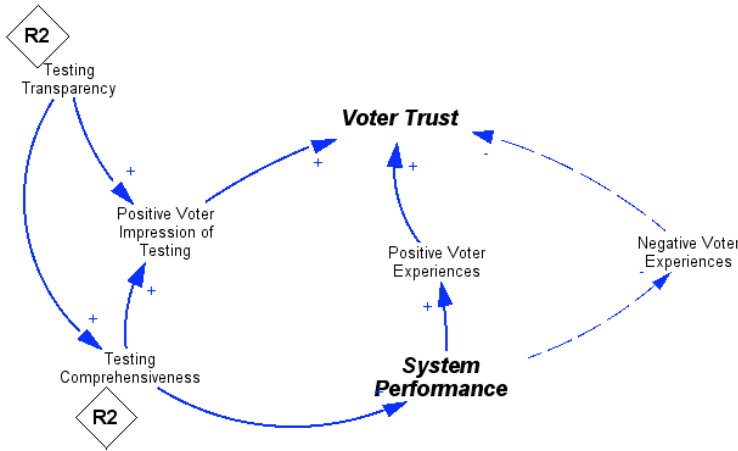 R2
Testing
Transparency
Voter Trust
+
+
+
-
Positive Voter
Impression of
Testing
Positive Voter
Experiences
Negative Voter
Experiences
-
+
+
+
Testing
Comprehensiveness
System
Performance
+
R2